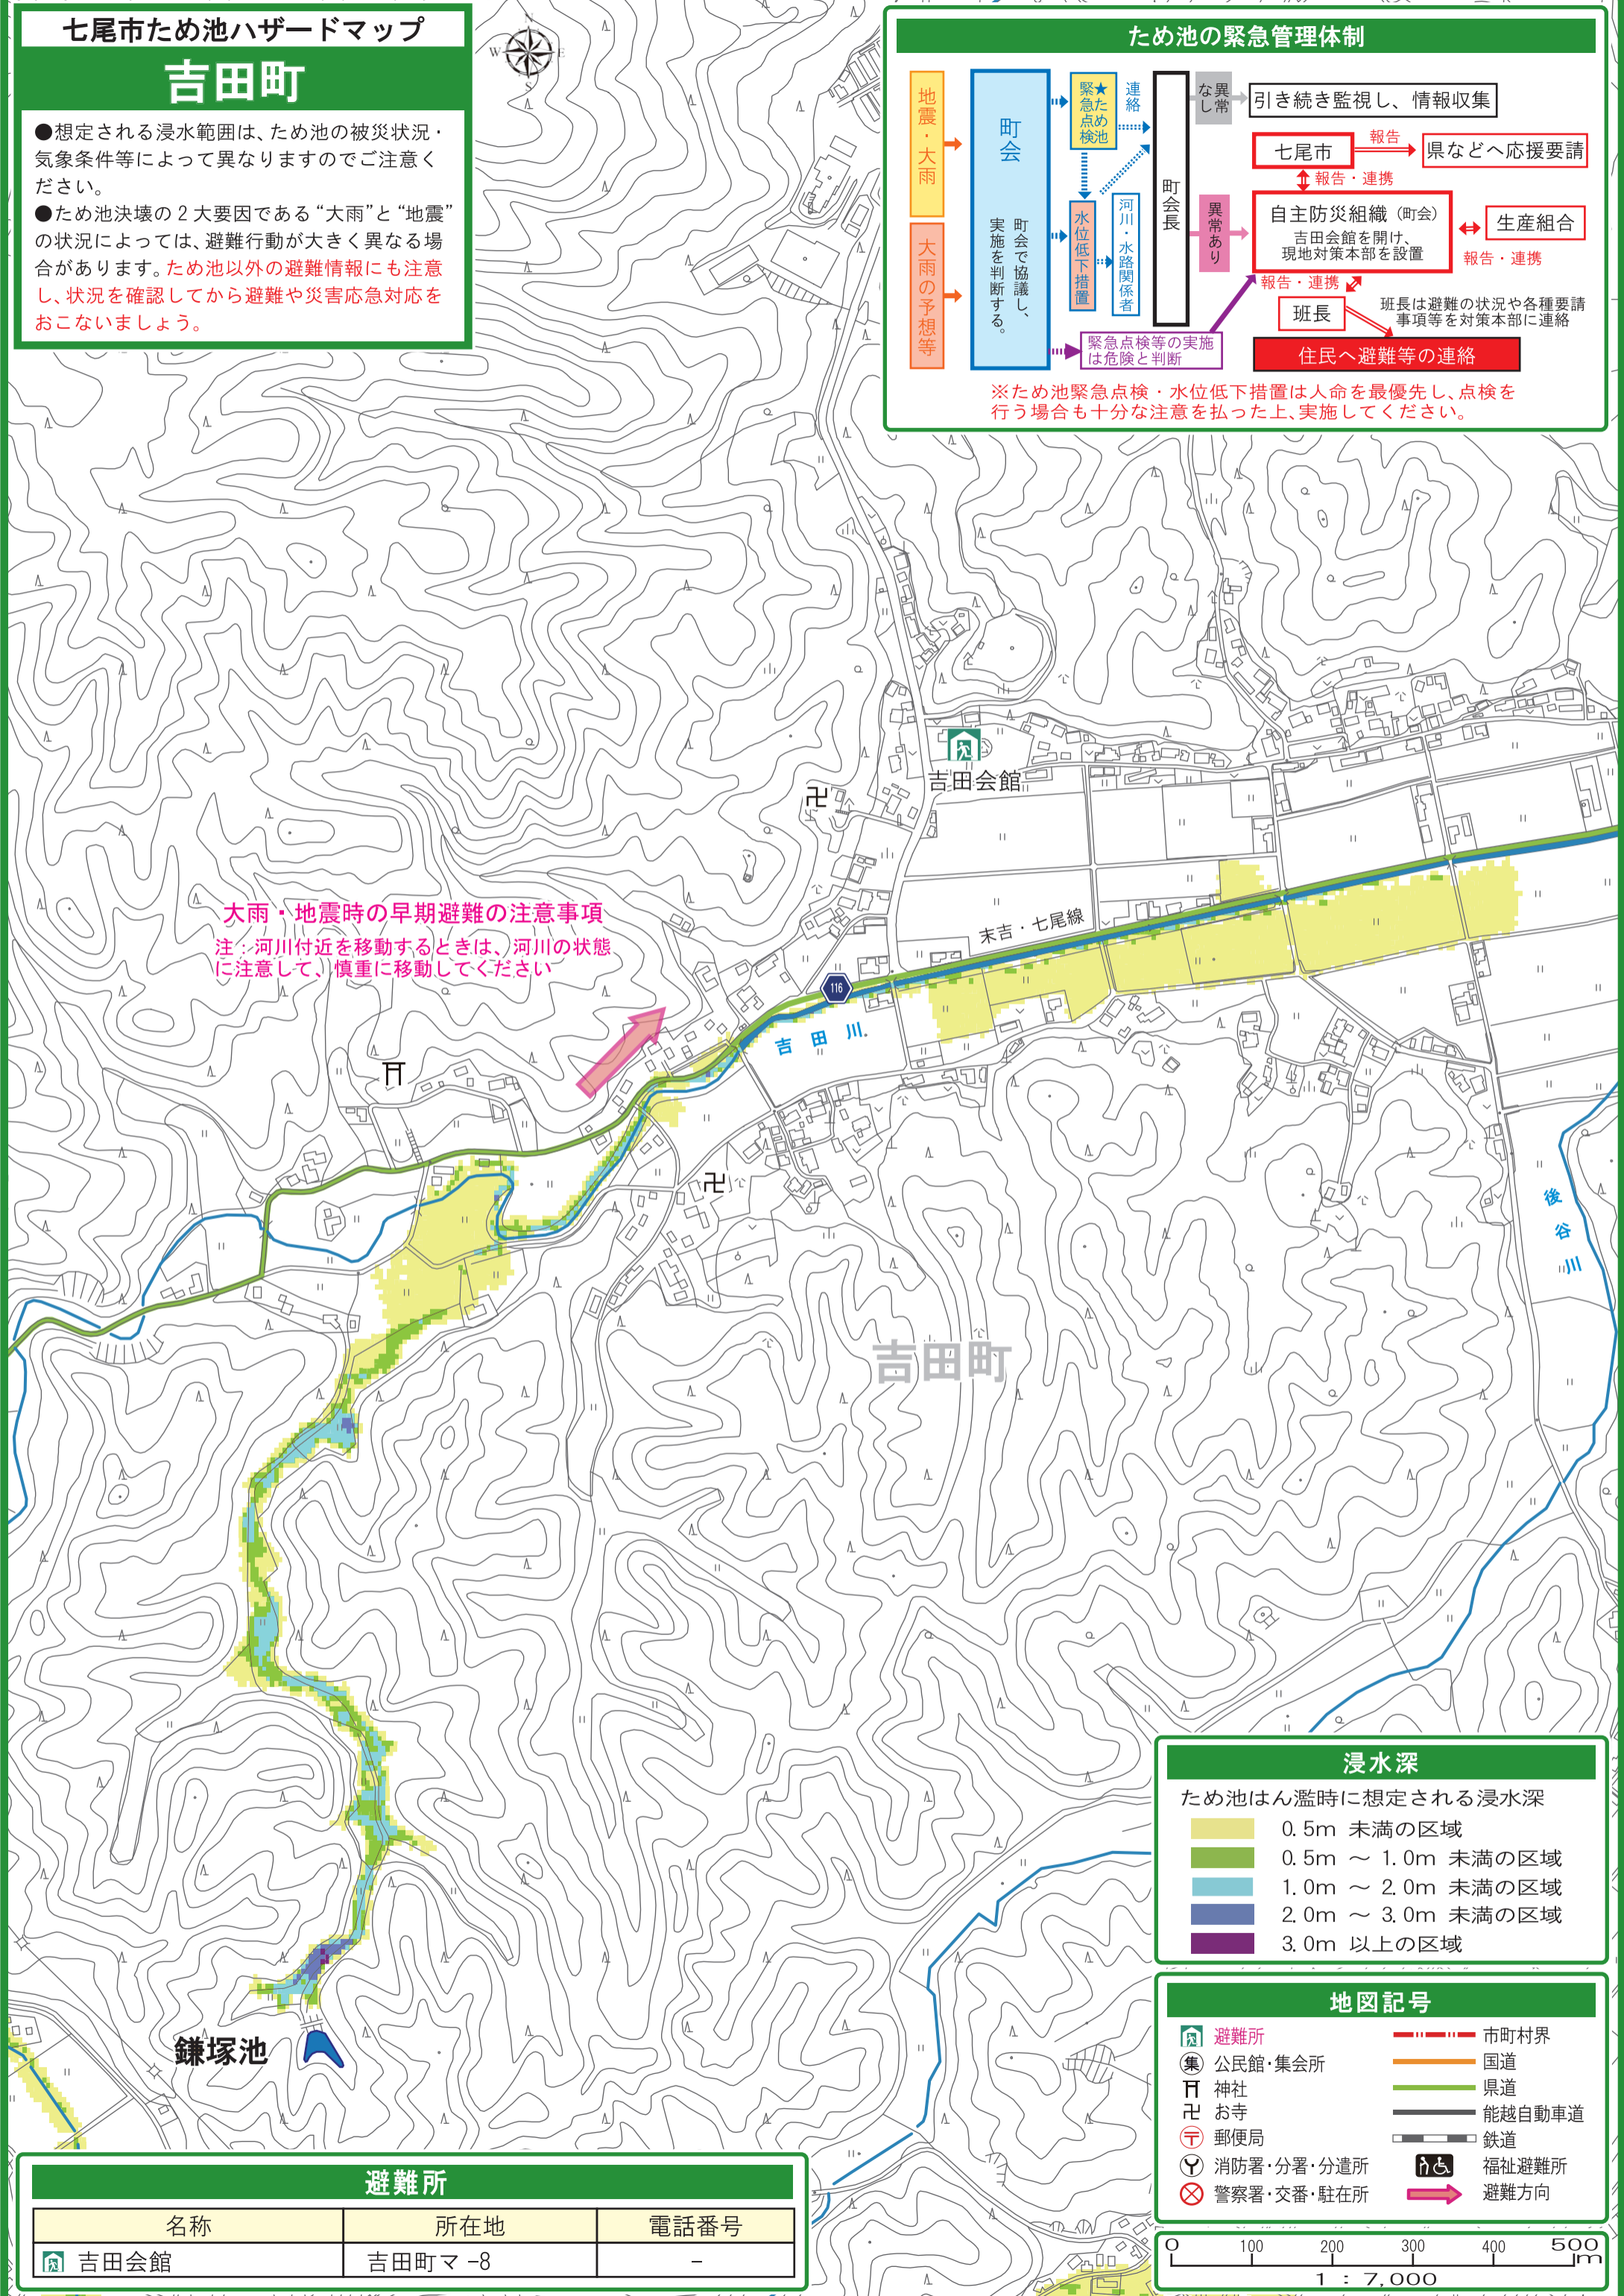 七尾市ため池ハザードマップ
吉田町
●想定される浸水範囲は、ため池の被災状況・
気象条件等によって異なりますのでご注意く
ださい。
●ため池決壊の2大要因である“大雨”と“地震”
の状況によっては、避難行動が大きく異なる場
合があります。ため池以外の避難情報にも注意
し、状況を確認してから避難や災害応急対応を
おこないましょう。
N
W
E
S
ため池の緊急管理体制
地震・大雨
大雨の予想等
町会
町会で協議し、
実施を判断する。
★ため池
緊急点検
連絡
水位低下措置
河川・水路関係者
緊急点検等の実施
は危険と判断
町会長
異常
なし
引き続き監視し、情報収集
異常あり
七尾市
報告
県などへ応援要請
報告・連携
自主防災組織(町会)
吉田会館を開け、
現地対策本部を設置
生産組合
報告・連携
報告・連携
班長
班長は避難の状況や各種要請
事項等を対策本部に連絡
住民へ避難等の連絡
※ため池緊急点検・水位低下措置は人命を最優先し、点検を
行う場合も十分な注意を払った上、実施してください。
吉田会館
大雨・地震時の早期避難の注意事項
注：河川付近を移動するときは、河川の状態
に注意して、慎重に移動してください
末吉・七尾線
116
吉田川
後谷川
吉田町
鎌塚池
浸水深
ため池はん濫時に想定される浸水深
0.5m 未満の区域
0.5m ～ 1.0m 未満の区域
1.0m ～ 2.0m 未満の区域
2.0m ～ 3.0m 未満の区域
3.0m 以上の区域
地図記号
避難所
集 公民館・集会所
神社
お寺
郵便局
消防署・分署・分遣所
警察署・交番・駐在所
市町村界
国道
県道
能越自動車道
鉄道
福祉避難所
避難方向
0 100 200 300 400 500
m
1 : 7,000
避難所
名称 所在地 電話番号
吉田会館 吉田町マ-8 -